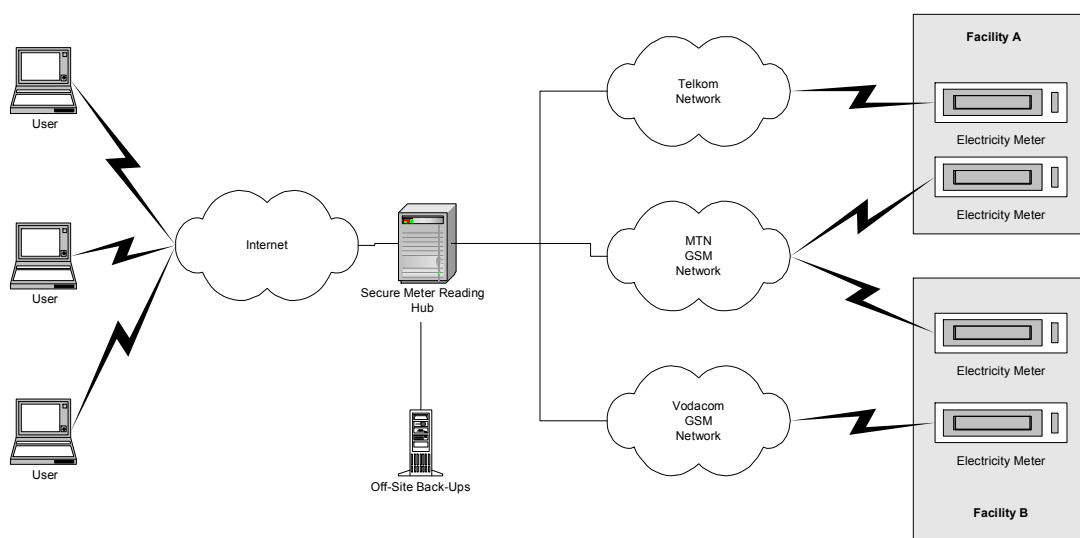 User
User
User
Internet
Secure Meter Reading
Hub
Off-Site Back-Ups
Telkom
Network
MTN
GSM
Network
Vodacom
GSM
Network
Facility A
Electricity Meter
Electricity Meter
Electricity Meter
Electricity Meter
Facility B